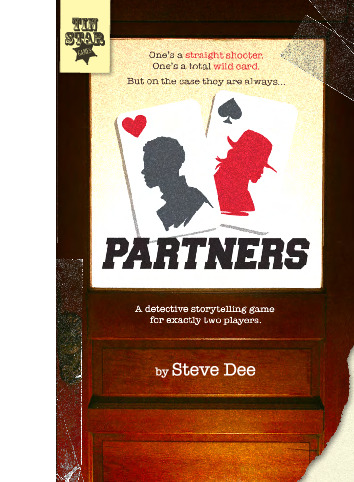 TIN
STAR
One's a straight shooter.
One's a total wild card.
But on the case they are always...
PARTNERS
A detective storytelling game
for exactly two players.
by Steve Dee